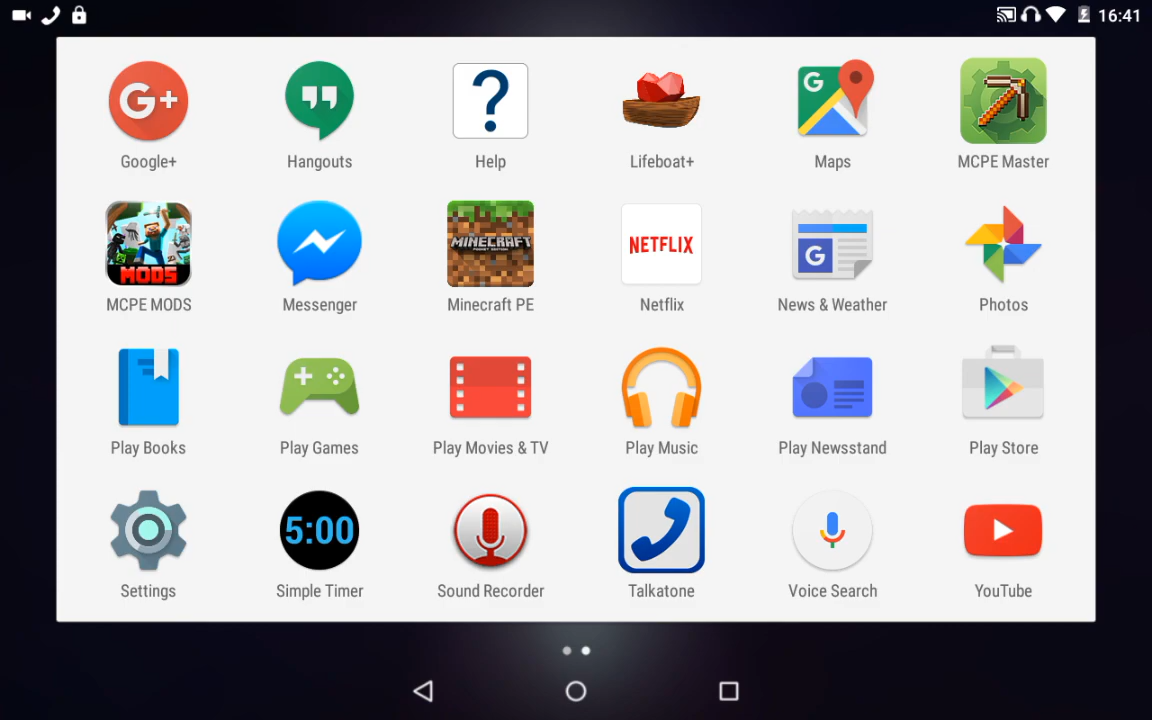 16:41
G+
Google+
Hangouts
?
Help
Lifeboat+
G
Maps
MCPE Master
MODS
MCPE MODS
Messenger
MINECRAFT
POCKET EDITION
Minecraft PE
NETFLIX
Netflix
G
News & Weather
Photos
Play Books
Play Games
Play Movies & TV
Play Music
Play Newsstand
Play Store
Settings
5:00
Simple Timer
Sound Recorder
Talkatone
Voice Search
YouTube